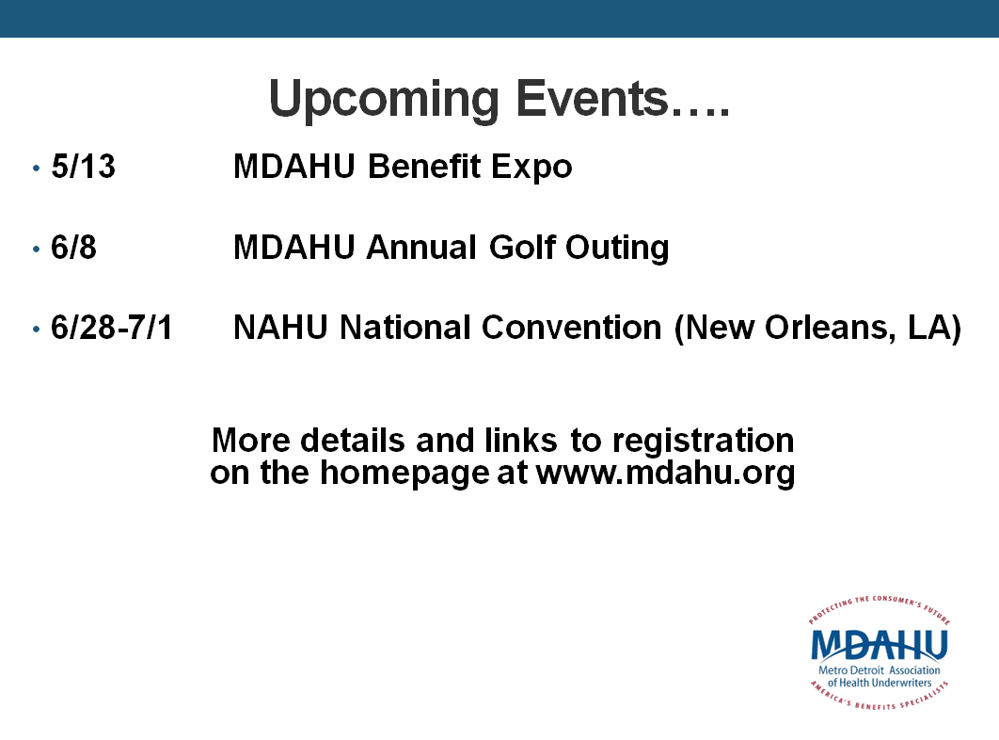 Upcoming Events….
• 5/13 MDAHU Benefit Expo
• 6/8 MDAHU Annual Golf Outing
• 6/28-7/1 NAHU National Convention (New Orleans, LA)
More details and links to registration
on the homepage at www.mdahu.org
PROTECTING THE CONSUMER'S FUTURE
MDAHU
Metro Detroit Association
of Health Underwriters
AMERICA'S BENEFITS SPECIALISTS